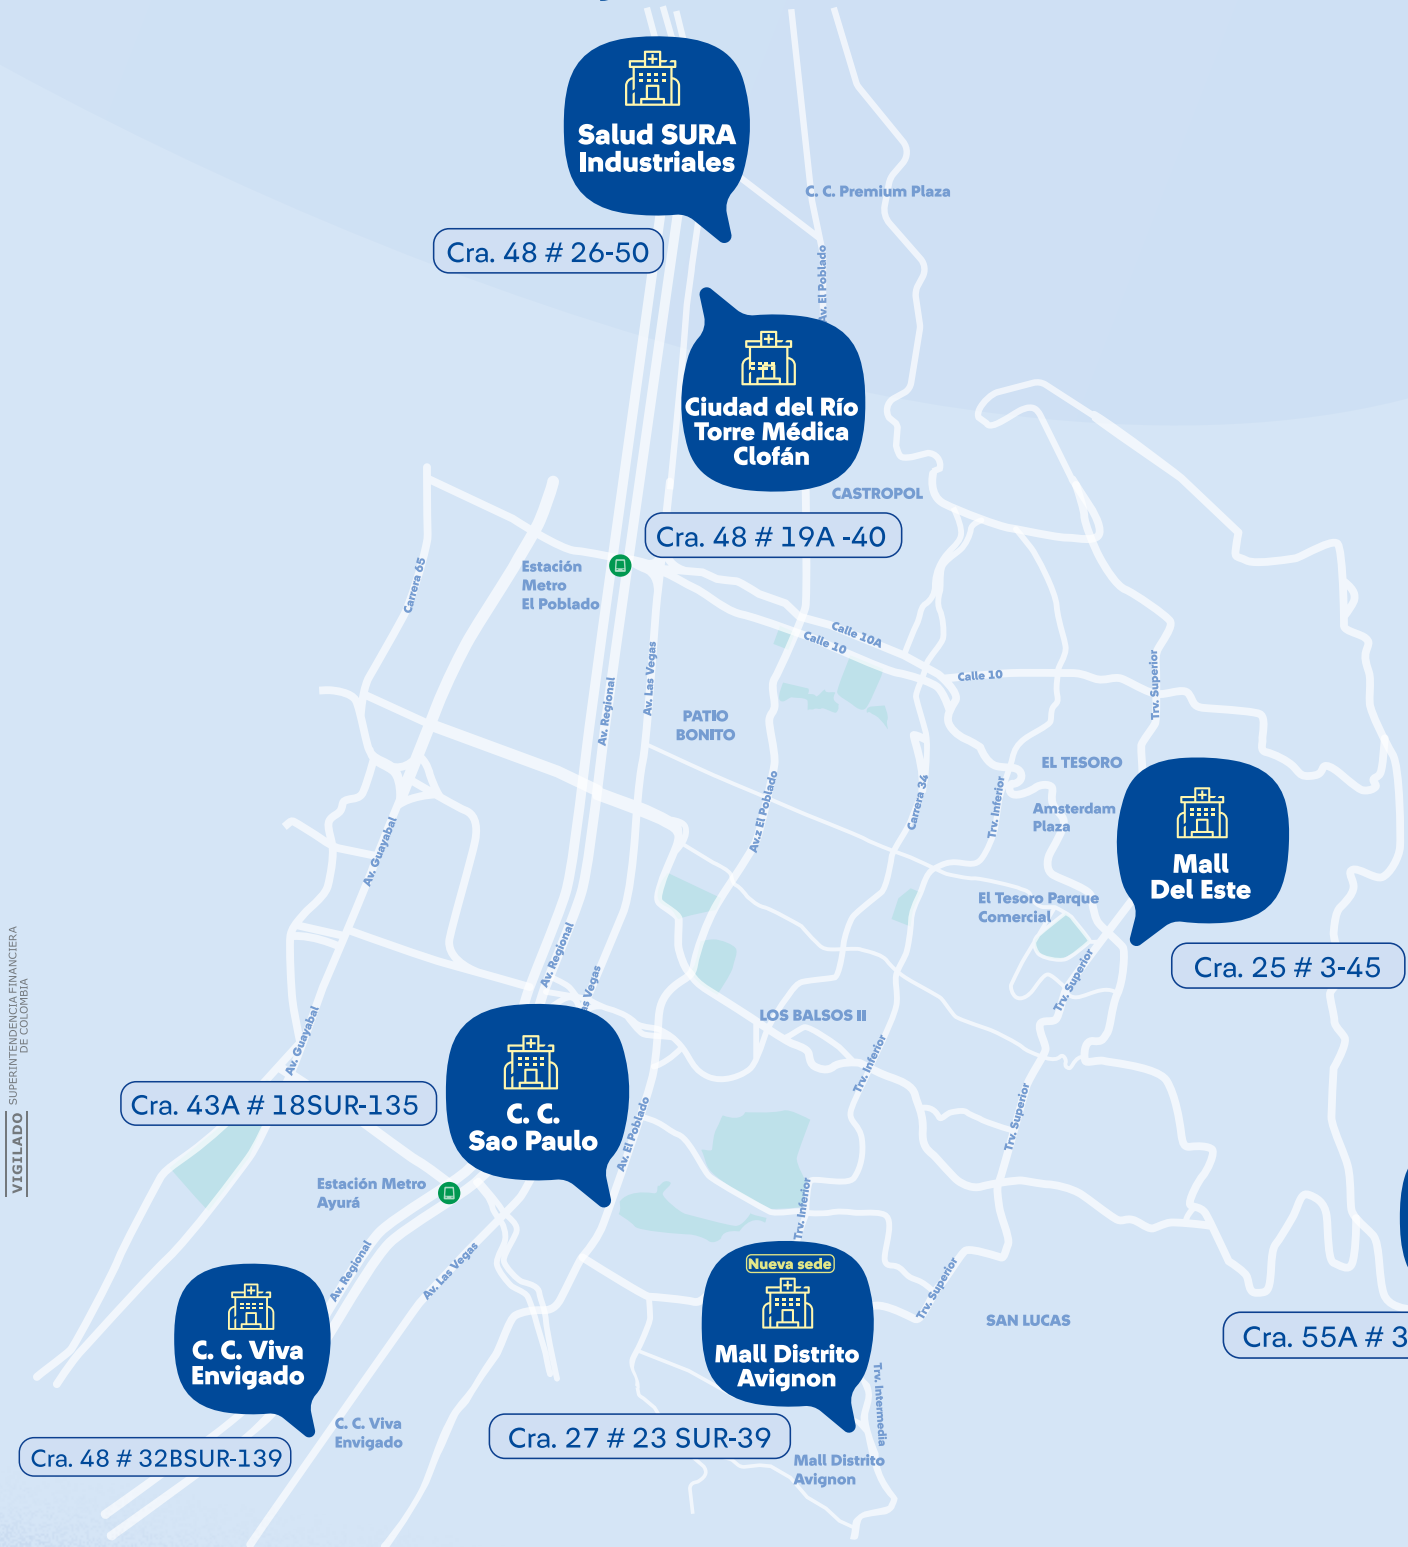 Salud SURA
Industriales
C. C. Premium Plaza
Cra. 48 # 26-50
Av. El Poblado
Ciudad del Río
Torre Médica
Clofán
CASTROPOL
Cra. 48 # 19A -40
Estación
Metro
El Poblado
Carrera 65
Calle 10A
Calle 10
Calle 10
Av. Las Vegas
Av. Regional
Trv. Superior
PATIO
BONITO
EL TESORO
Av.z El Poblado
Carrera 34
Trv. Inferior
Amsterdam
Plaza
Av. Guayabal
Mall
Del Este
El Tesoro Parque
Comercial
Cra. 25 # 3-45
Av. Regional
as Vegas
Trv. Superior
LOS BALSOS II
Av. Guayabal
Trv. Inferior
C. C.
Sao Paulo
Cra. 43A # 18SUR-135
Av. El Poblado
Trv. Superior
Estación Metro
Ayurá
Trv. Inferior
Av. Regional
Av. Las Vegas
Nueva sede
Mall Distrito
Avignon
Trv. Superior
SAN LUCAS
Cra. 55A # 3
C. C. Viva
Envigado
Trv. Intermedia
C. C. Viva
Envigado
Cra. 27 # 23 SUR-39
Cra. 48 # 32BSUR-139
Mall Distrito
Avignon
VIGILADO SUPERINTENDENCIA FINANCIERA
DE COLOMBIA